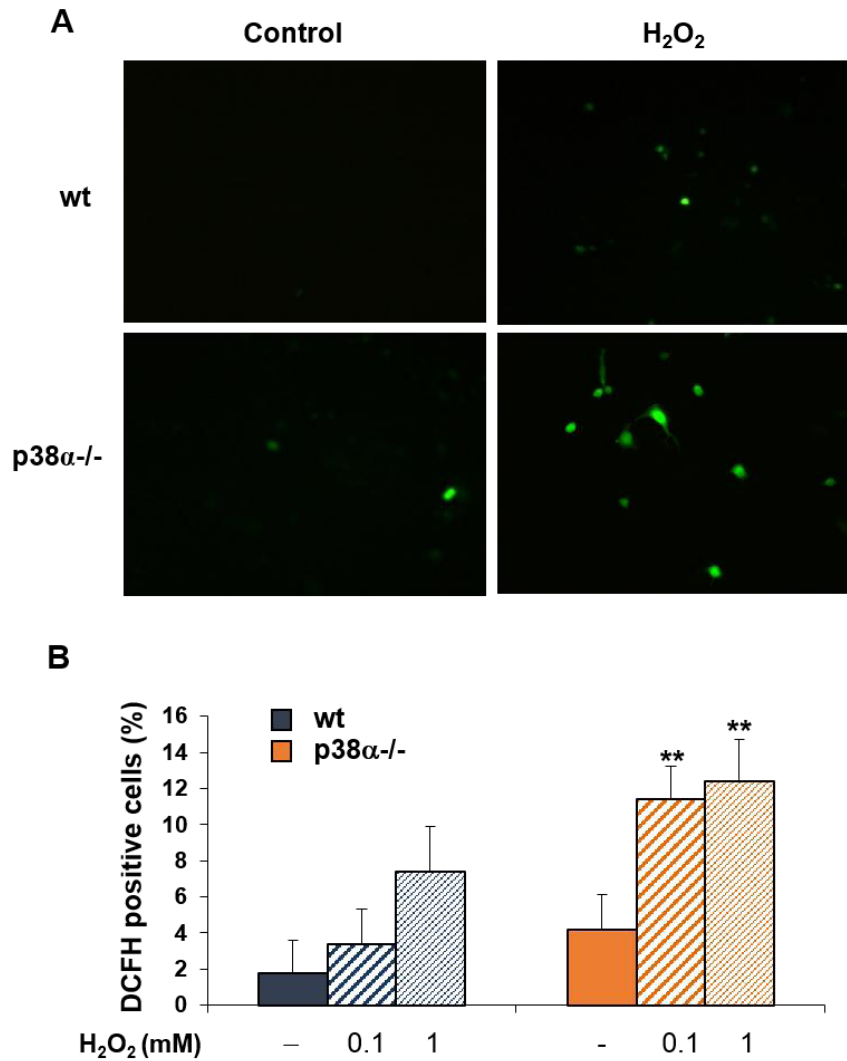 A
Control H₂O₂
wt
p38α-/-
B
DCFH positive cells (%)
16
14
12
10
8
6
4
2
0
wt
p38α-/-
**
**
H₂O₂ (mM) – 0.1 1 - 0.1 1